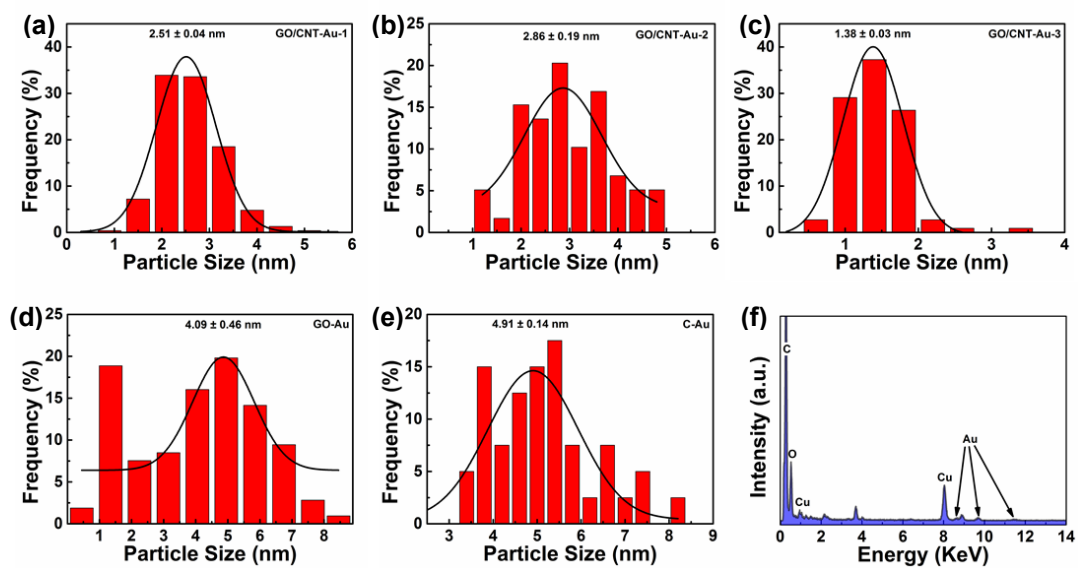 (a)
2.51 ± 0.04 nm
GO/CNT-Au-1
Frequency (%)
40
30
20
10
0
0 1 2 3 4 5 6
Particle Size (nm)
(b)
2.86 ± 0.19 nm
GO/CNT-Au-2
Frequency (%)
25
20
15
10
5
0
1 2 3 4 5 6
Particle Size (nm)
(c)
1.38 ± 0.03 nm
GO/CNT-Au-3
Frequency (%)
40
30
20
10
0
1 2 3 4
Particle Size (nm)
(d)
4.09 ± 0.46 nm
GO-Au
Frequency (%)
20
15
10
5
0
1 2 3 4 5 6 7 8
Particle Size (nm)
(e)
4.91 ± 0.14 nm
C-Au
Frequency (%)
20
15
10
5
0
3 4 5 6 7 8 9
Particle Size (nm)
(f)
Intensity (a.u.)
C
O
Cu
Cu
Au
0 2 4 6 8 10 12 14
Energy (KeV)